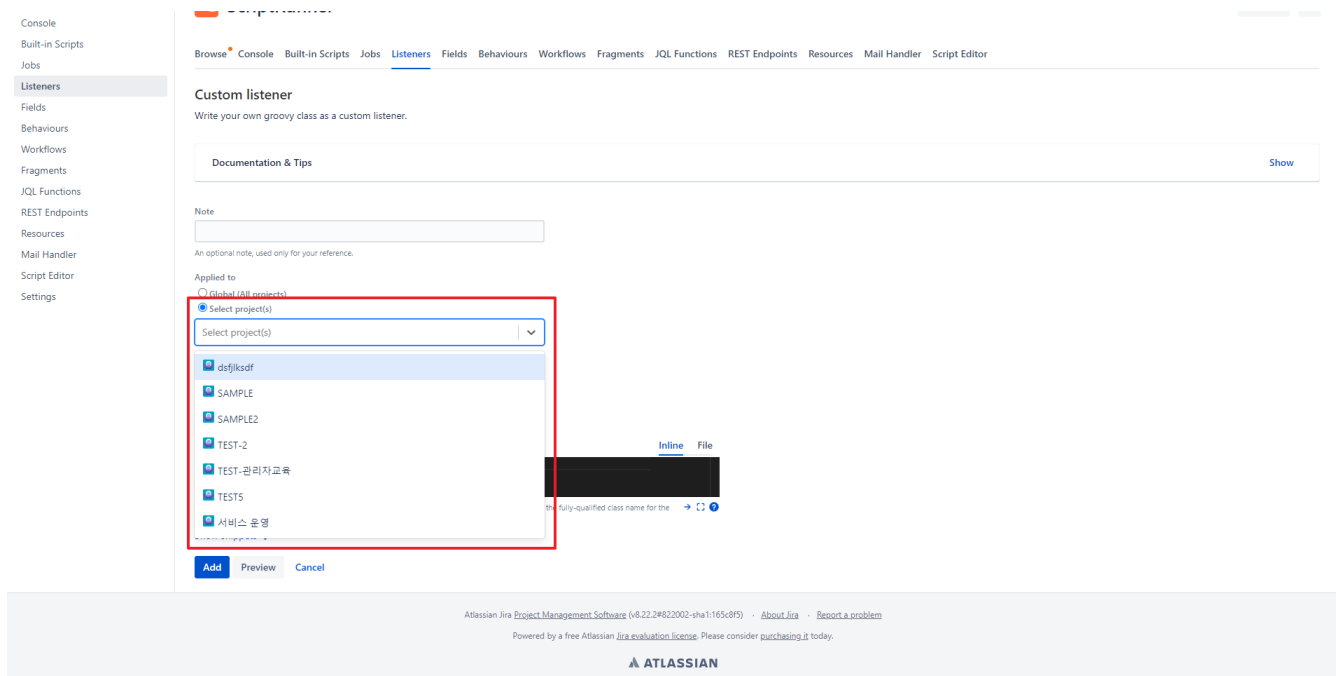 Console
Built-in Scripts
Jobs
Listeners
Fields
Behaviours
Workflows
Fragments
JQL Functions
REST Endpoints
Resources
Mail Handler
Script Editor
Settings
Browse Console Built-in Scripts Jobs Listeners Fields Behaviours Workflows Fragments JQL Functions REST Endpoints Resources Mail Handler Script Editor
Custom listener
Write your own groovy class as a custom listener.
Documentation & Tips Show
Note
An optional note, used only for your reference.
Applied to
Global (All projects)
Select project(s)
Select project(s)
dsfjlksdf
SAMPLE
SAMPLE2
TEST-2
TEST-관리자교육
TEST5
서비스 운영
Inline File
the fully-qualified class name for the
Add Preview Cancel
Atlassian Jira Project Management Software (v8.22.2#822002-sha1:165c8f5) · About Jira · Report a problem
Powered by a free Atlassian Jira evaluation license. Please consider purchasing it today.
ATLASSIAN